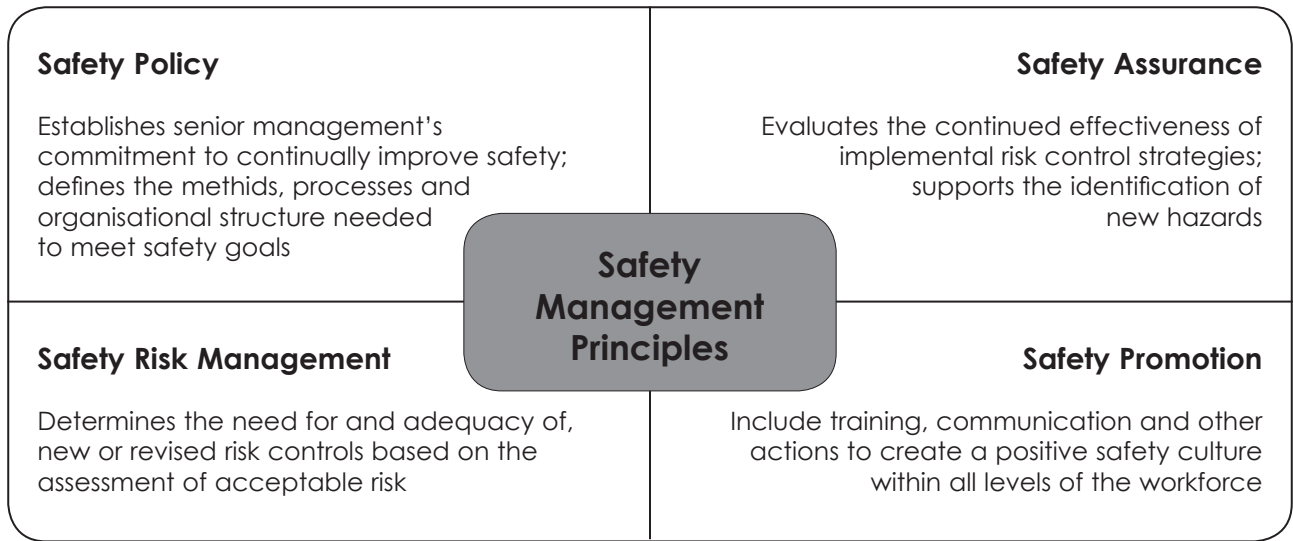 Safety Policy
Establishes senior management's
commitment to continually improve safety;
defines the methids, processes and
organisational structure needed
to meet safety goals
Safety Assurance
Evaluates the continued effectiveness of
implemental risk control strategies;
supports the identification of
new hazards
Safety
Management
Principles
Safety Risk Management
Determines the need for and adequacy of,
new or revised risk controls based on the
assessment of acceptable risk
Safety Promotion
Include training, communication and other
actions to create a positive safety culture
within all levels of the workforce